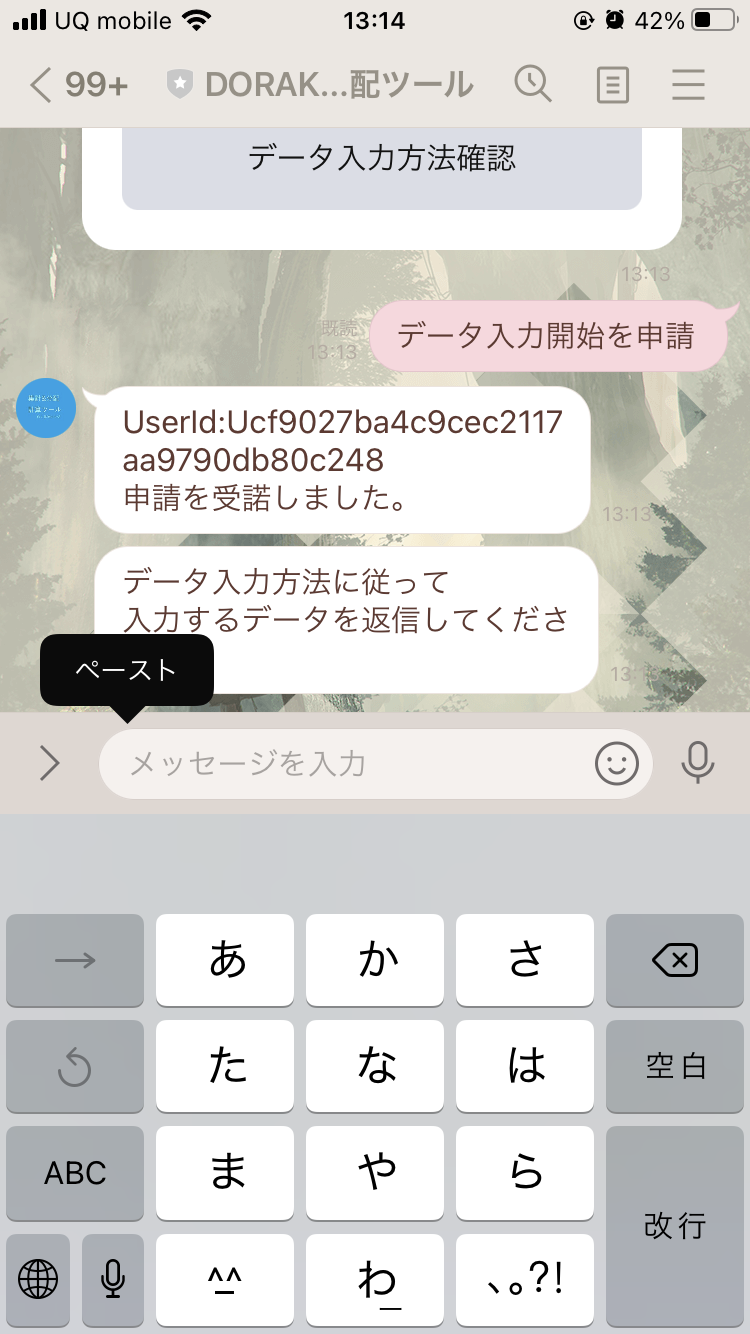 UQ mobile 13:14 42%
99+ DORAK...配ツール
データ入力方法確認
13:13
データ入力開始を申請
既読
13:13
UserId:Ucf9027ba4c9cec2117
aa9790db80c248
申請を受諾しました。
13:13
データ入力方法に従って
入力するデータを返信してくださ
ペースト
メッセージを入力
→ あ か さ
た な は 空白
ABC ま や ら
改行
^_^ わ_ 、。?!